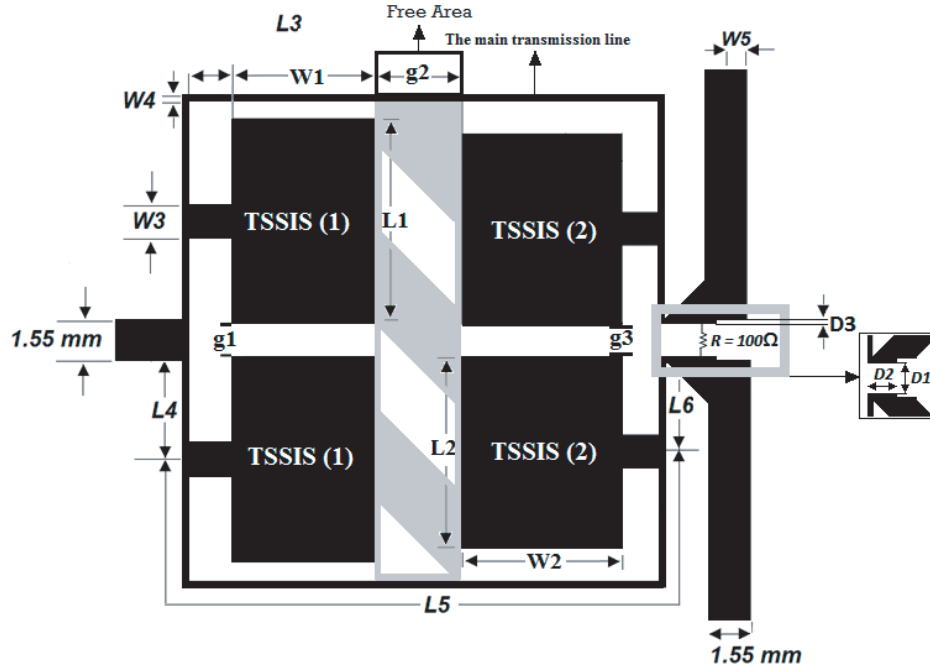 Free Area
L3
The main transmission line
W5
W1
g2
W4
W3
TSSIS (1)
L1
TSSIS (2)
1.55 mm
g1
g3
R = 100Ω
D3
D2
D1
L4
L6
TSSIS (1)
L2
TSSIS (2)
W2
L5
1.55 mm